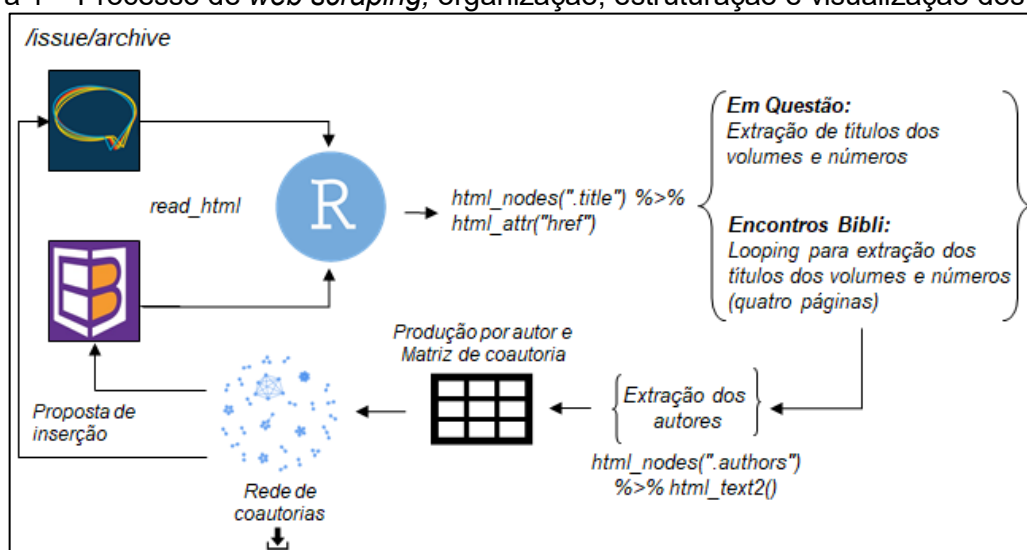 a 1 – Processo de web scraping, organização, estruturação e visualização dos
/issue/archive
read_html
R
html_nodes(".title") %>%
html_attr("href")
Em Questão:
Extração de títulos dos
volumes e números
Encontros Bibli:
Looping para extração dos
títulos dos volumes e números
(quatro páginas)
Extração dos
autores
html_nodes(".authors")
%>% html_text2()
Produção por autor e
Matriz de coautoria
Rede de
coautorias
Proposta de
inserção